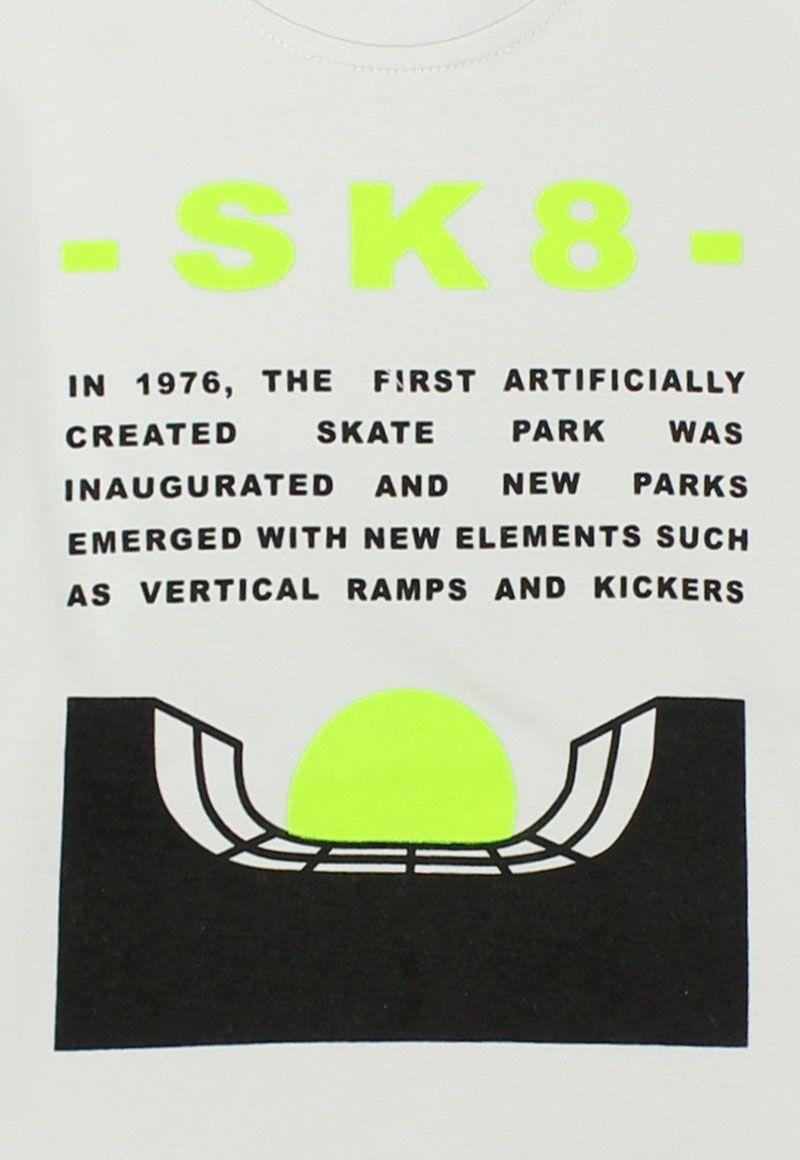 -SK8-
IN 1976, THE FIRST ARTIFICIALLY
CREATED SKATE PARK WAS
INAUGURATED AND NEW PARKS
EMERGED WITH NEW ELEMENTS SUCH
AS VERTICAL RAMPS AND KICKERS